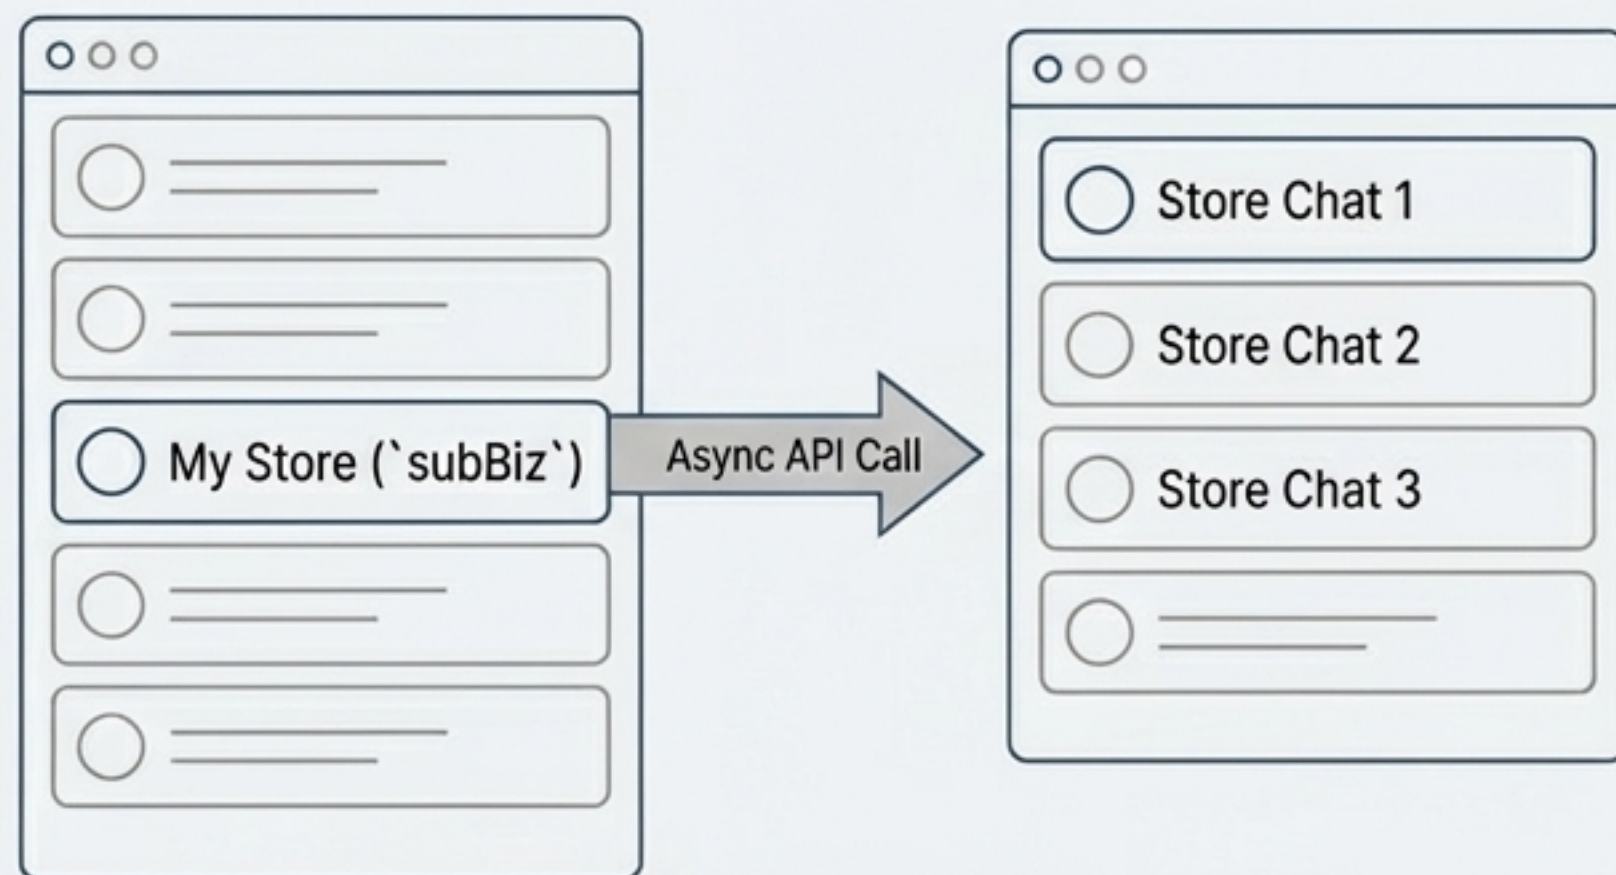 My Store (`subBiz`)
Async API Call
Store Chat 1
Store Chat 2
Store Chat 3